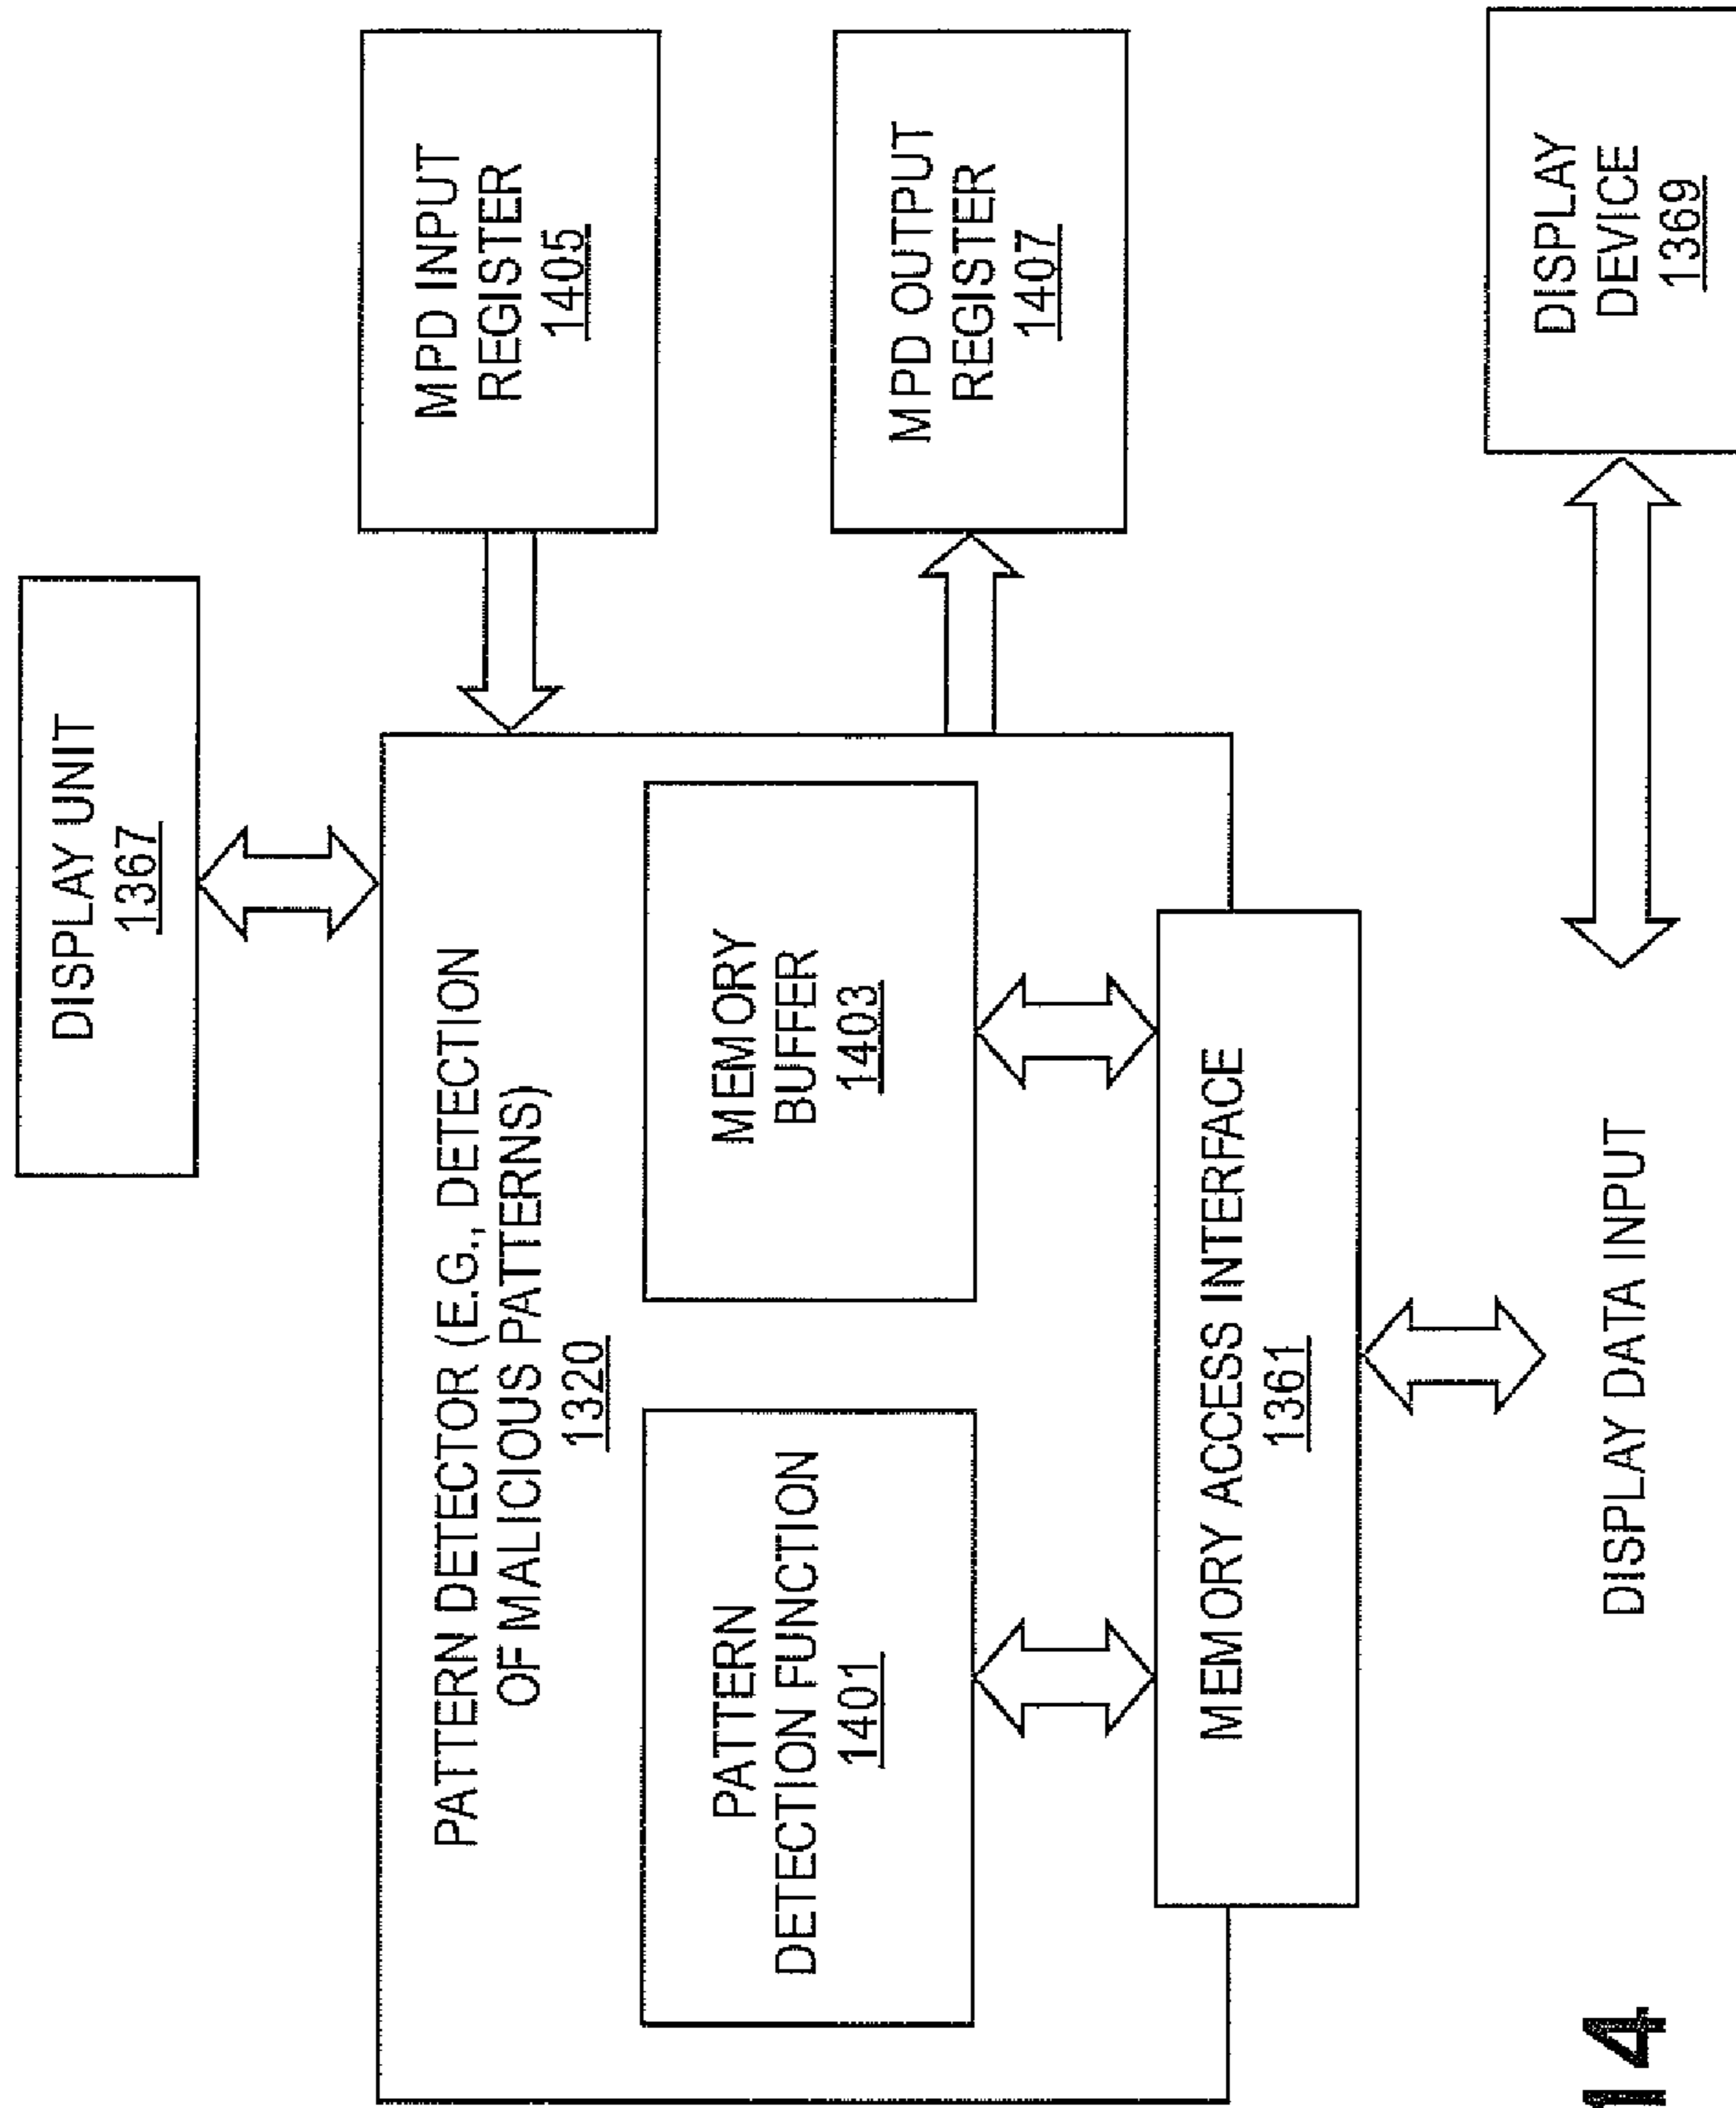 DISPLAY UNIT
1367
PATTERN DETECTOR (E.G., DETECTION
OF MALICIOUS PATTERNS)
1320
MPD INPUT
REGISTER
1405
PATTERN
DETECTION FUNCTION
1401
MEMORY
BUFFER
1403
MPD OUTPUT
REGISTER
1407
MEMORY ACCESS INTERFACE
1361
DISPLAY DATA INPUT
DISPLAY
DEVICE
1369
14